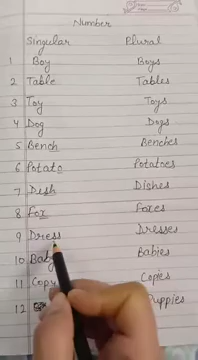 Number
Singular Plural
1 Boy Boys
2 Table Tables
3 Toy Toys
4 Dog Dogs
5 Bench Benches
6 Potato Potatoes
7 Dish Dishes
8 Fox Foxes
9 Dress Dresses
10 Baby Babies
11 Copy Copies
12 Puppies